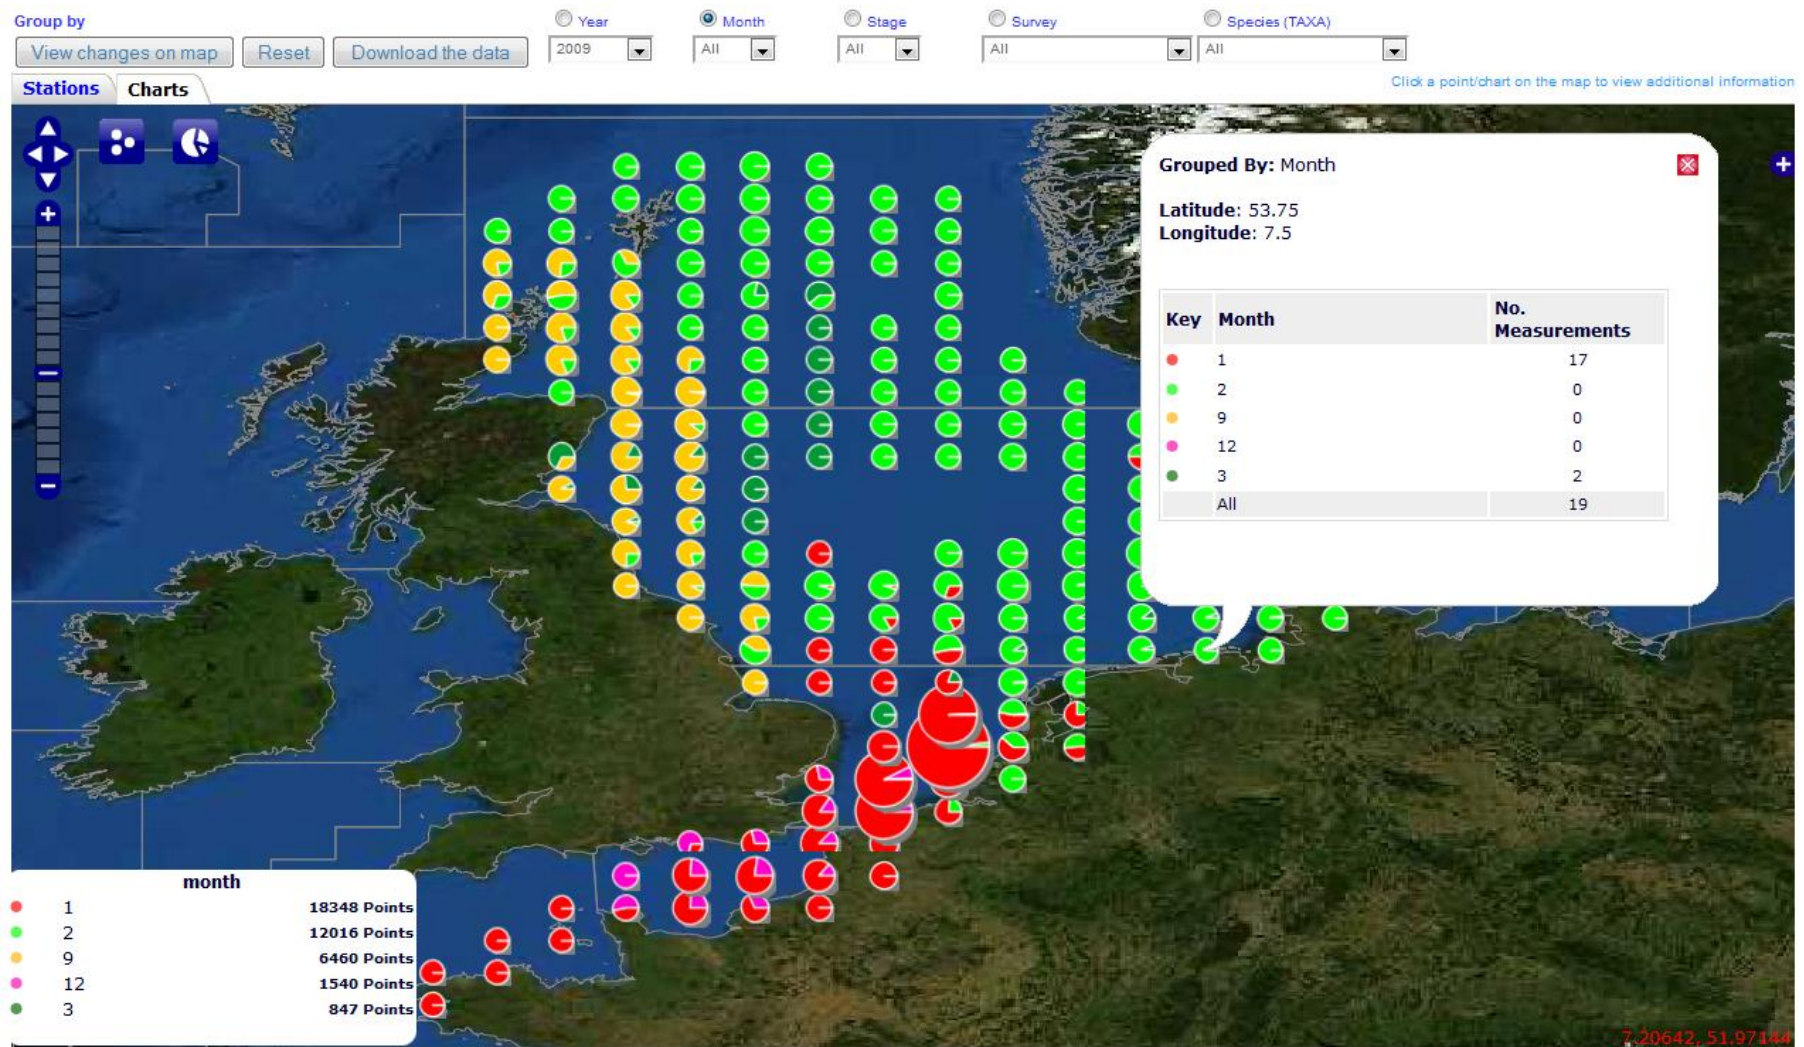 Group by
Year Month Stage Survey Species (TAXA)
View changes on map Reset Download the data 2009 All All All All
Stations Charts
Click a point/chart on the map to view additional information
Grouped By: Month
Latitude: 53.75
Longitude: 7.5
Key Month No. Measurements
1 17
2 0
9 0
12 0
3 2
All 19
month
1 18348 Points
2 12016 Points
9 6460 Points
12 1540 Points
3 847 Points
7.20642, 51.97144